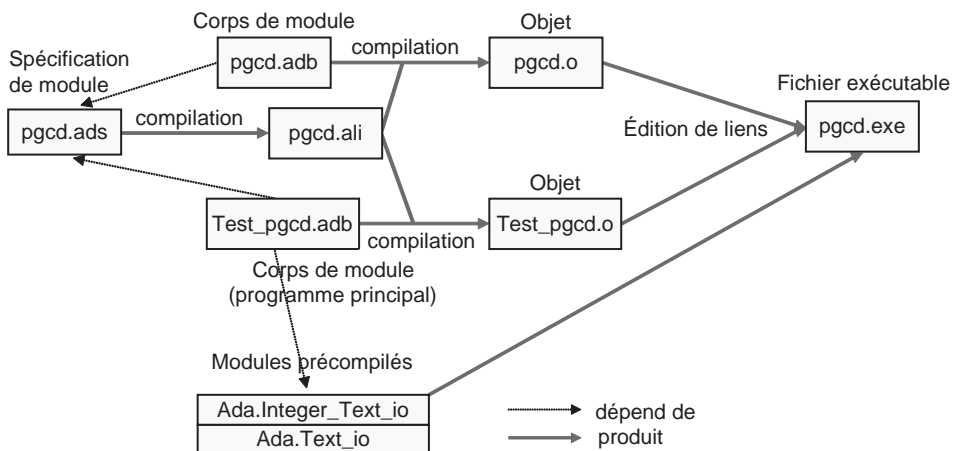 Corps de module
pgcd.adb
compilation
Objet
pgcd.o
Spécification
de module
pgcd.ads
compilation
pgcd.ali
Édition de liens
Fichier exécutable
pgcd.exe
Test_pgcd.adb
compilation
Objet
Test_pgcd.o
Corps de module
(programme principal)
Modules précompilés
Ada.Integer_Text_io
Ada.Text_io
dépend de
produit